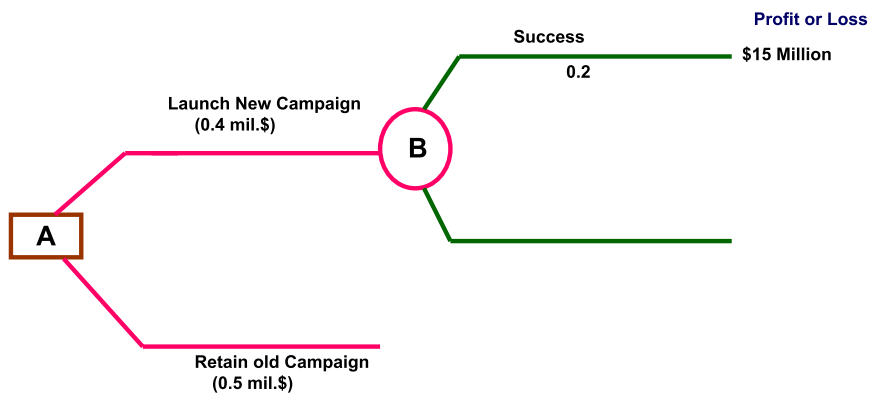 Profit or Loss
Success
$15 Million
0.2
Launch New Campaign
(0.4 mil.$)
B
A
Retain old Campaign
(0.5 mil.$)